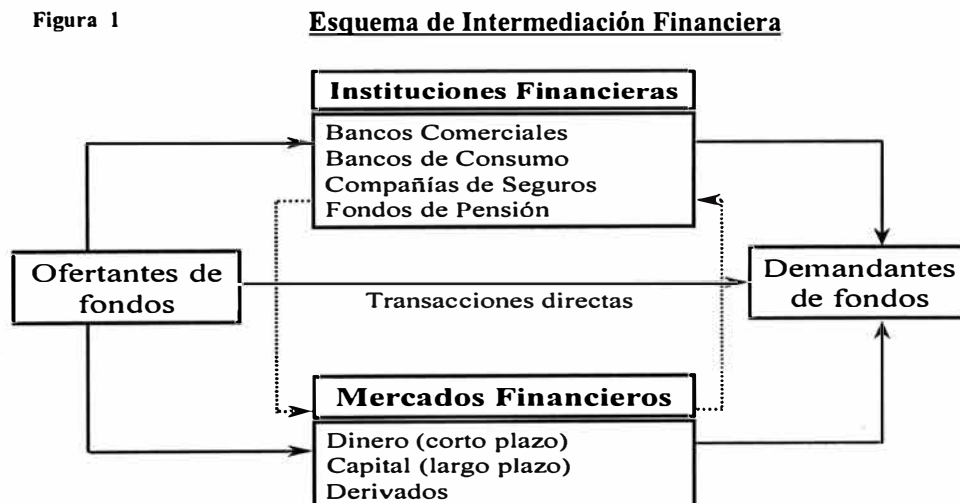 Figura 1
Esquema de Intermediación Financiera
Instituciones Financieras
Bancos Comerciales
Bancos de Consumo
Compañías de Seguros
Fondos de Pensión
Ofertantes de
fondos
Transacciones directas
Demandantes
de fondos
Mercados Financieros
Dinero (corto plazo)
Capital (largo plazo)
Derivados